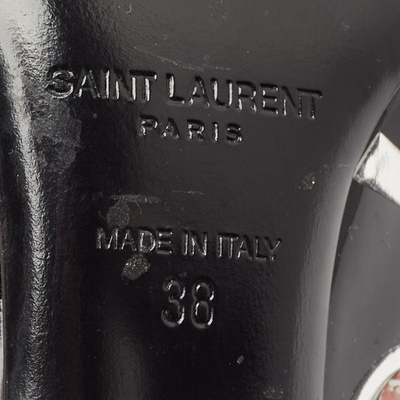 SAINT LAURENT
PARIS
MADE IN ITALY
38